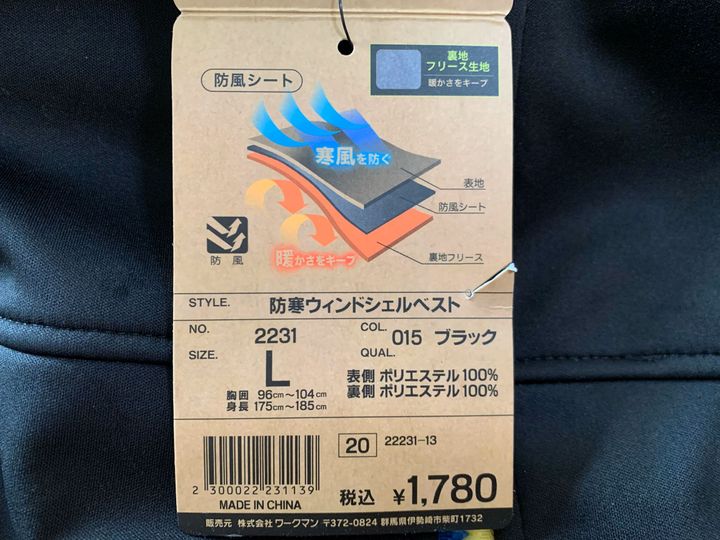 裏地
フリース生地
暖かさをキープ
防風シート
寒風を防ぐ
表地
防風シート
防風
暖かさをキープ
裏地フリース
STYLE. 防寒ウィンドシェルベスト
NO. 2231 COL. 015 ブラック
SIZE. L QUAL.
表側 ポリエステル100%
裏側 ポリエステル100%
胸囲 96cm～104cm
身長 175cm～185cm
20 22231-13
2 300022 231139
税込 ¥1,780
MADE IN CHINA
販売元 株式会社 ワークマン 〒372-0824 群馬県伊勢崎市柴町1732